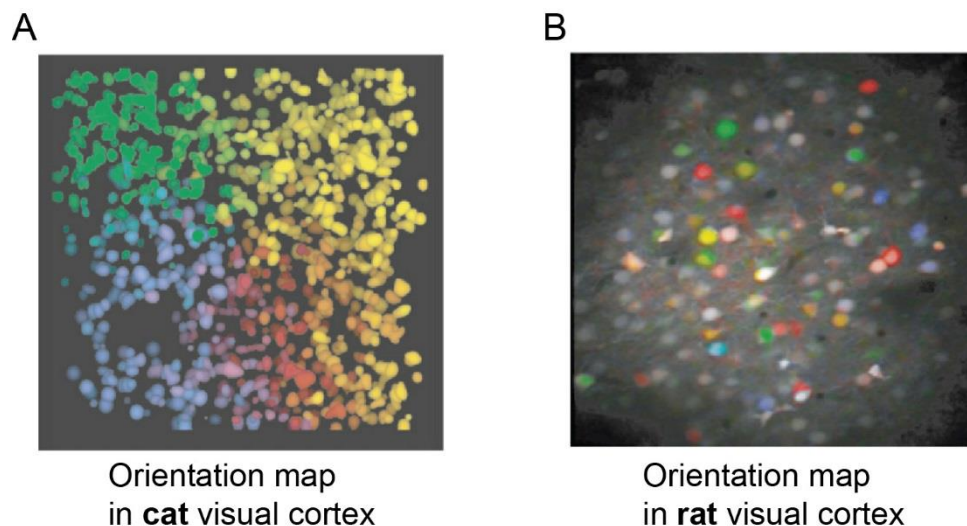 A
B
Orientation map
in cat visual cortex
Orientation map
in rat visual cortex